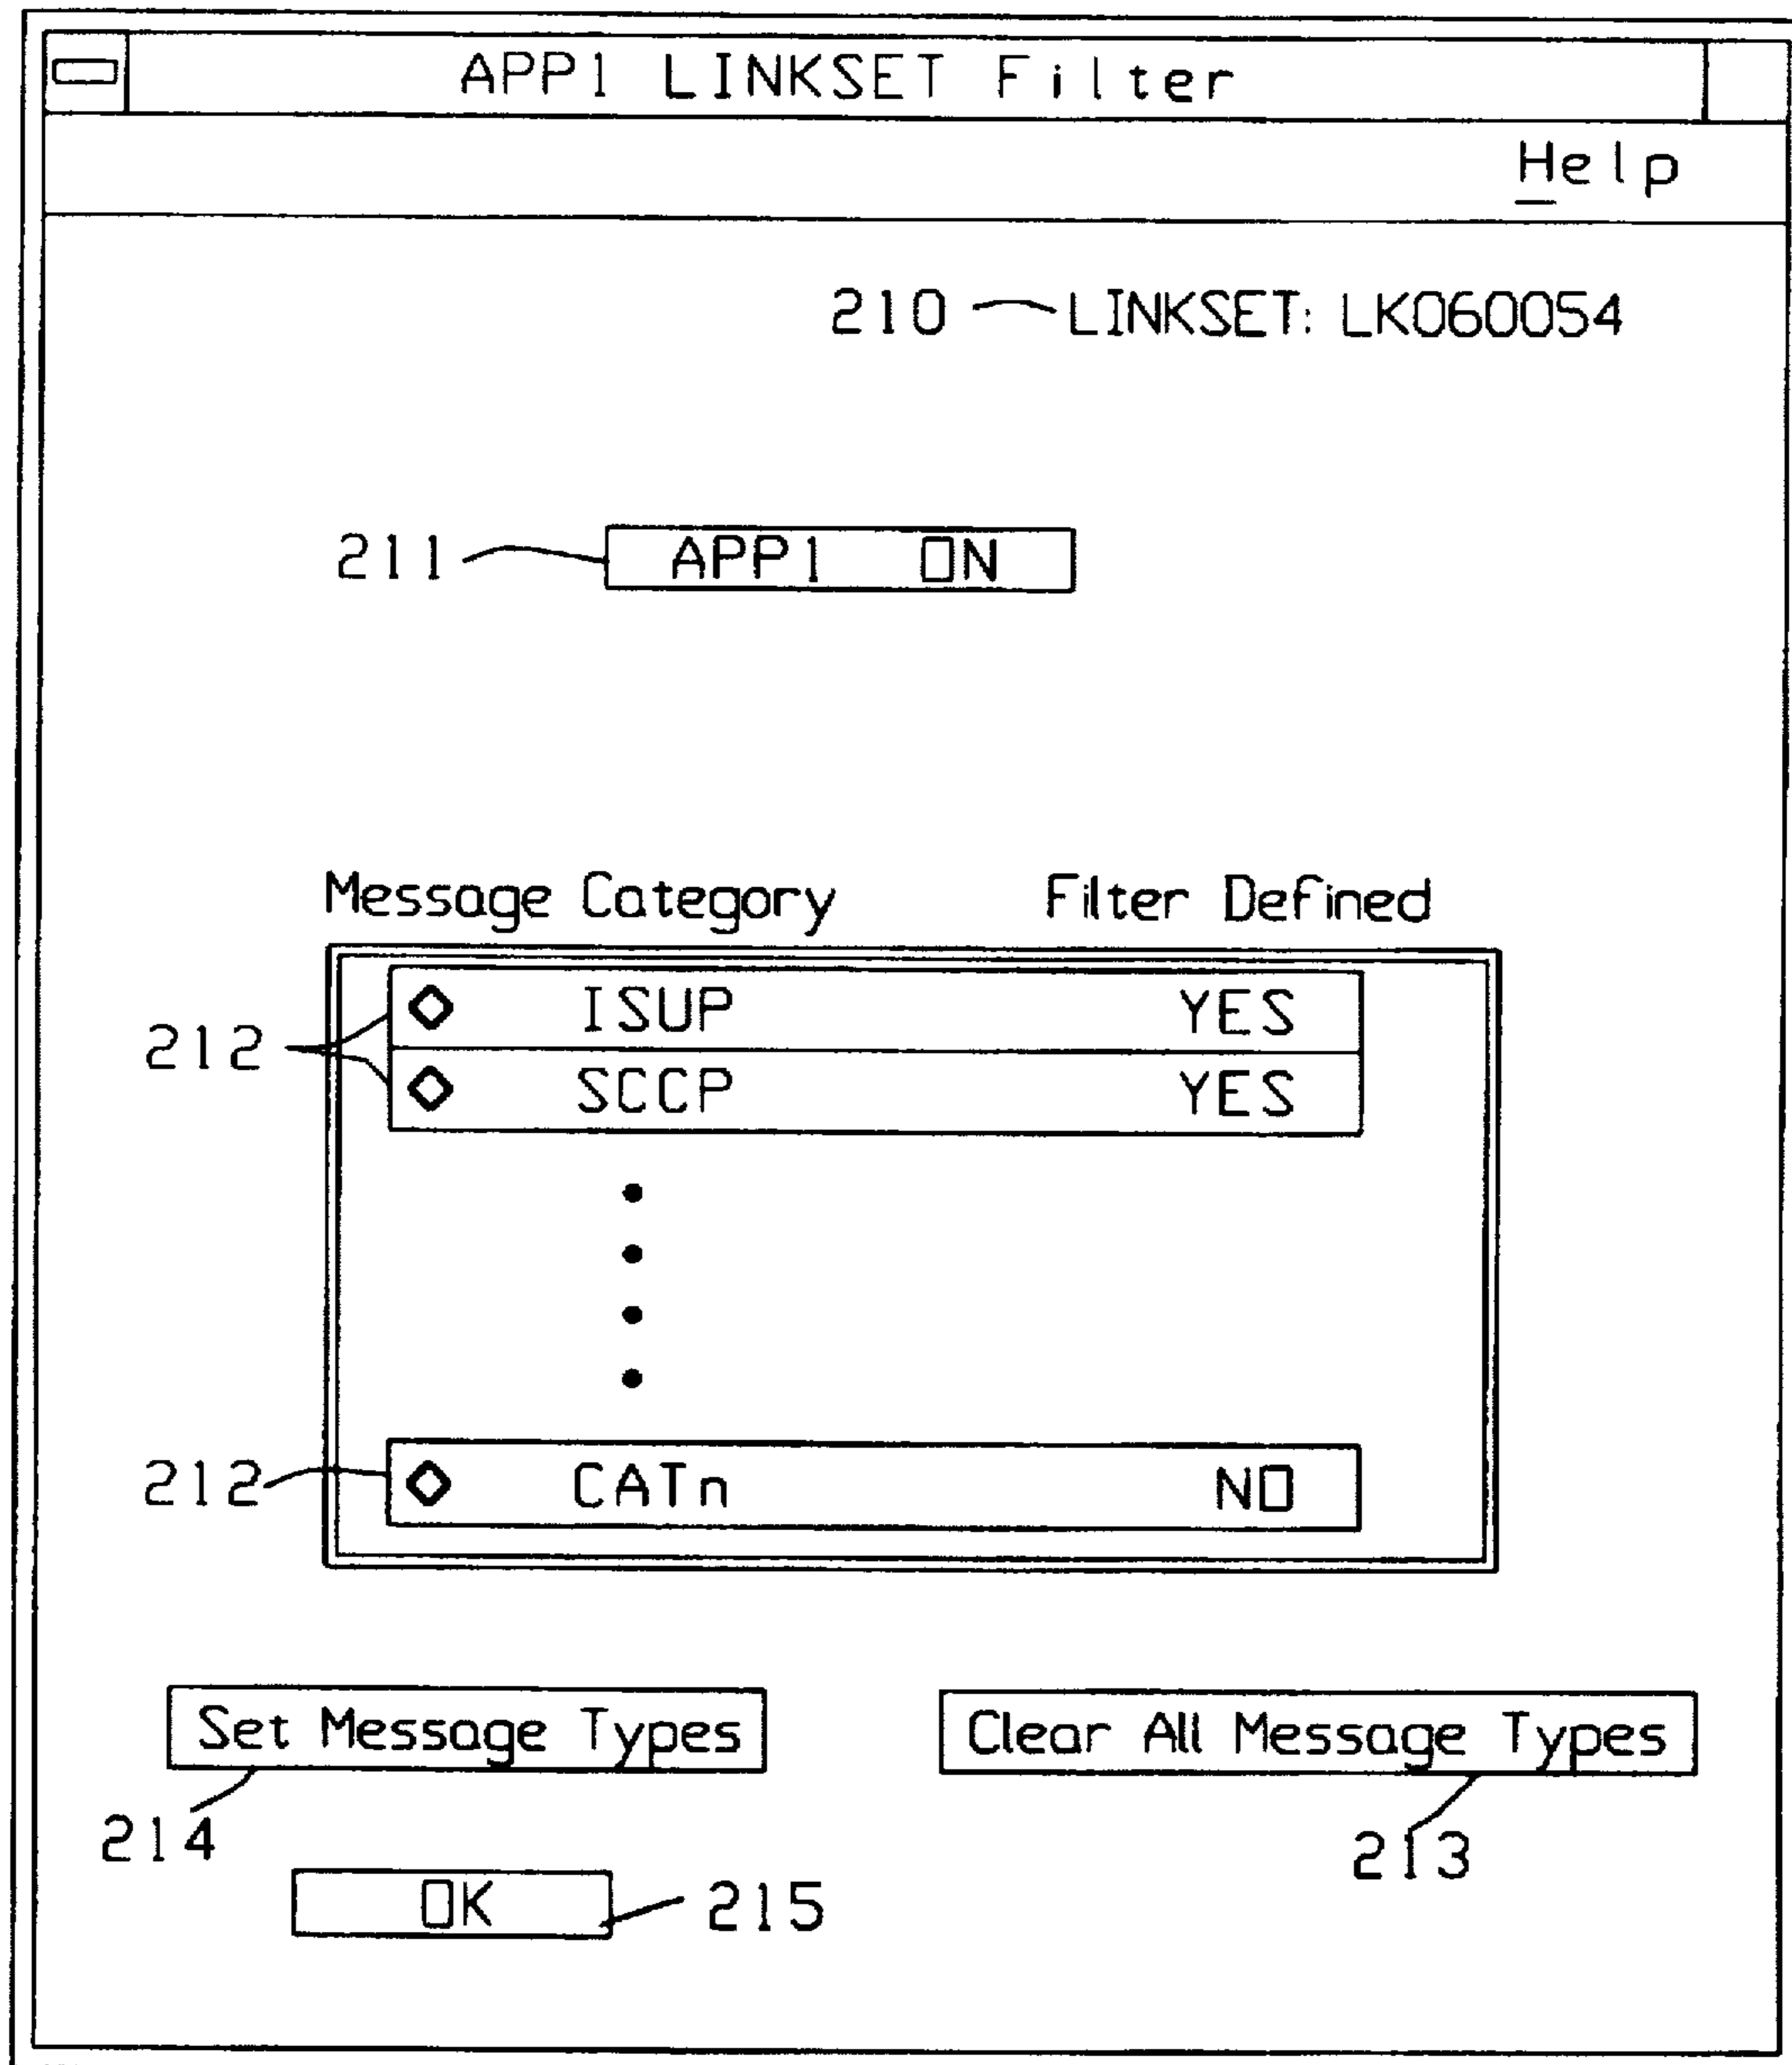 APP1 LINKSET Filter
Help
210 LINKSET: LK060054
211 APP1 ON
Message Category Filter Defined
ISUP YES
212
SCCP YES
212 CATn NO
Set Message Types Clear All Message Types
214 213
OK 215